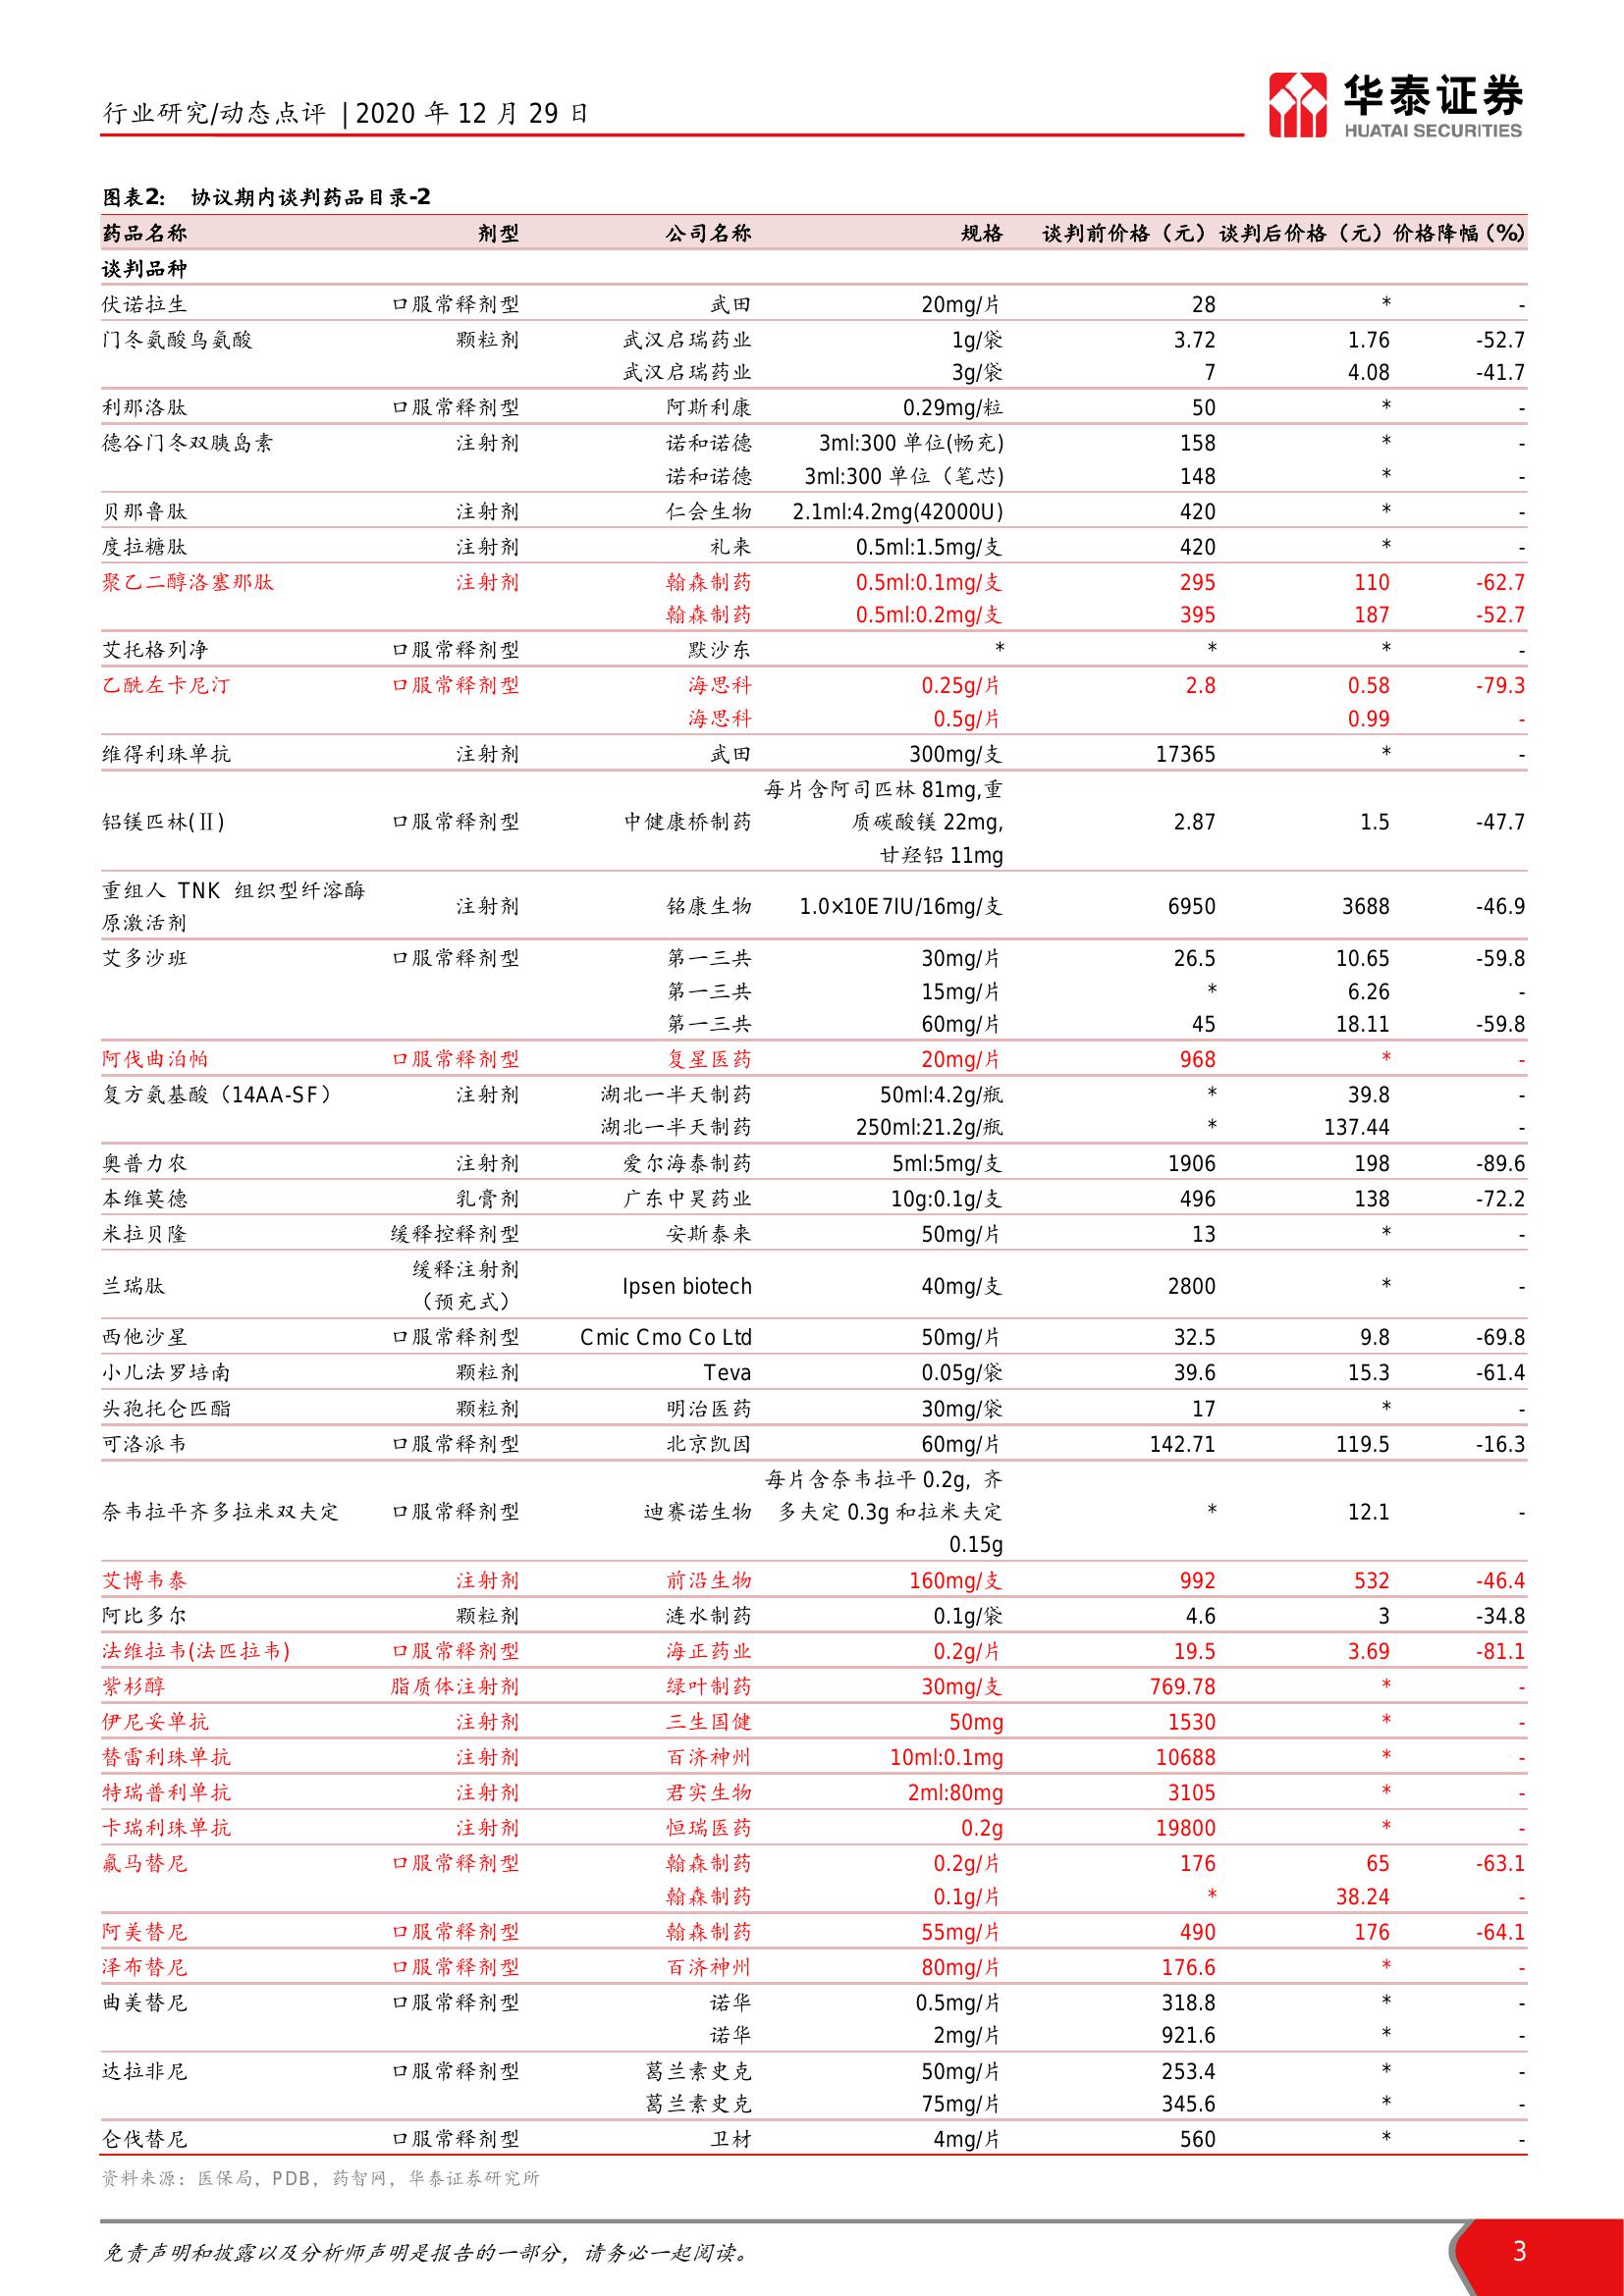 行业研究/动态点评 | 2020 年 12 月 29 日
华泰证券
HUATAI SECURITIES
图表2: 协议期内谈判药品目录-2
药品名称 剂型 公司名称 规格 谈判前价格（元） 谈判后价格（元） 价格降幅 (%)
谈判品种
伏诺拉生 口服常释剂型 武田 20mg/片 28 * -
门冬氨酸鸟氨酸 颗粒剂 武汉启瑞药业 1g/袋 3.72 1.76 -52.7
武汉启瑞药业 3g/袋 7 4.08 -41.7
利那洛肽 口服常释剂型 阿斯利康 0.29mg/粒 50 * -
德谷门冬双胰岛素 注射剂 诺和诺德 3ml:300 单位(畅充) 158 * -
诺和诺德 3ml:300 单位（笔芯) 148 * -
贝那鲁肽 注射剂 仁会生物 2.1ml:4.2mg(42000U) 420 * -
度拉糖肽 注射剂 礼来 0.5ml:1.5mg/支 420 * -
聚乙二醇洛塞那肽 注射剂 翰森制药 0.5ml:0.1mg/支 295 110 -62.7
翰森制药 0.5ml:0.2mg/支 395 187 -52.7
艾托格列净 口服常释剂型 默沙东 * * * -
乙酰左卡尼汀 口服常释剂型 海思科 0.25g/片 2.8 0.58 -79.3
海思科 0.5g/片 0.99 -
维得利珠单抗 注射剂 武田 300mg/支 17365 * -
每片含阿司匹林 81mg,重
铝镁匹林(Ⅱ) 口服常释剂型 中健康桥制药 质碳酸镁 22mg, 2.87 1.5 -47.7
甘羟铝 11mg
重组人 TNK 组织型纤溶酶
原激活剂 注射剂 铭康生物 1.0×10E7IU/16mg/支 6950 3688 -46.9
艾多沙班 口服常释剂型 第一三共 30mg/片 26.5 10.65 -59.8
第一三共 15mg/片 * 6.26 -
第一三共 60mg/片 45 18.11 -59.8
阿伐曲泊帕 口服常释剂型 复星医药 20mg/片 968 * -
复方氨基酸（14AA-SF） 注射剂 湖北一半天制药 50ml:4.2g/瓶 * 39.8 -
湖北一半天制药 250ml:21.2g/瓶 * 137.44 -
奥普力农 注射剂 爱尔海泰制药 5ml:5mg/支 1906 198 -89.6
本维莫德 乳膏剂 广东中昊药业 10g:0.1g/支 496 138 -72.2
米拉贝隆 缓释控释剂型 安斯泰来 50mg/片 13 * -
缓释注射剂
兰瑞肽 （预充式） Ipsen biotech 40mg/支 2800 * -
西他沙星 口服常释剂型 Cmic Cmo Co Ltd 50mg/片 32.5 9.8 -69.8
小儿法罗培南 颗粒剂 Teva 0.05g/袋 39.6 15.3 -61.4
头孢托仑匹酯 颗粒剂 明治医药 30mg/袋 17 * -
可洛派韦 口服常释剂型 北京凯因 60mg/片 142.71 119.5 -16.3
每片含奈韦拉平 0.2g, 齐
奈韦拉平齐多拉米双夫定 口服常释剂型 迪赛诺生物 多夫定 0.3g 和拉米夫定 * 12.1 -
0.15g
艾博韦泰 注射剂 前沿生物 160mg/支 992 532 -46.4
阿比多尔 颗粒剂 涟水制药 0.1g/袋 4.6 3 -34.8
法维拉韦(法匹拉韦) 口服常释剂型 海正药业 0.2g/片 19.5 3.69 -81.1
紫杉醇 脂质体注射剂 绿叶制药 30mg/支 769.78 * -
伊尼妥单抗 注射剂 三生国健 50mg 1530 * -
替雷利珠单抗 注射剂 百济神州 10ml:0.1mg 10688 * -
特瑞普利单抗 注射剂 君实生物 2ml:80mg 3105 * -
卡瑞利珠单抗 注射剂 恒瑞医药 0.2g 19800 * -
氟马替尼 口服常释剂型 翰森制药 0.2g/片 176 65 -63.1
翰森制药 0.1g/片 * 38.24 -
阿美替尼 口服常释剂型 翰森制药 55mg/片 490 176 -64.1
泽布替尼 口服常释剂型 百济神州 80mg/片 176.6 * -
曲美替尼 口服常释剂型 诺华 0.5mg/片 318.8 * -
诺华 2mg/片 921.6 * -
达拉非尼 口服常释剂型 葛兰素史克 50mg/片 253.4 * -
葛兰素史克 75mg/片 345.6 * -
仑伐替尼 口服常释剂型 卫材 4mg/片 560 * -
资料来源：医保局, PDB, 药智网, 华泰证券研究所
免责声明和披露以及分析师声明是报告的一部分，请务必一起阅读。 3